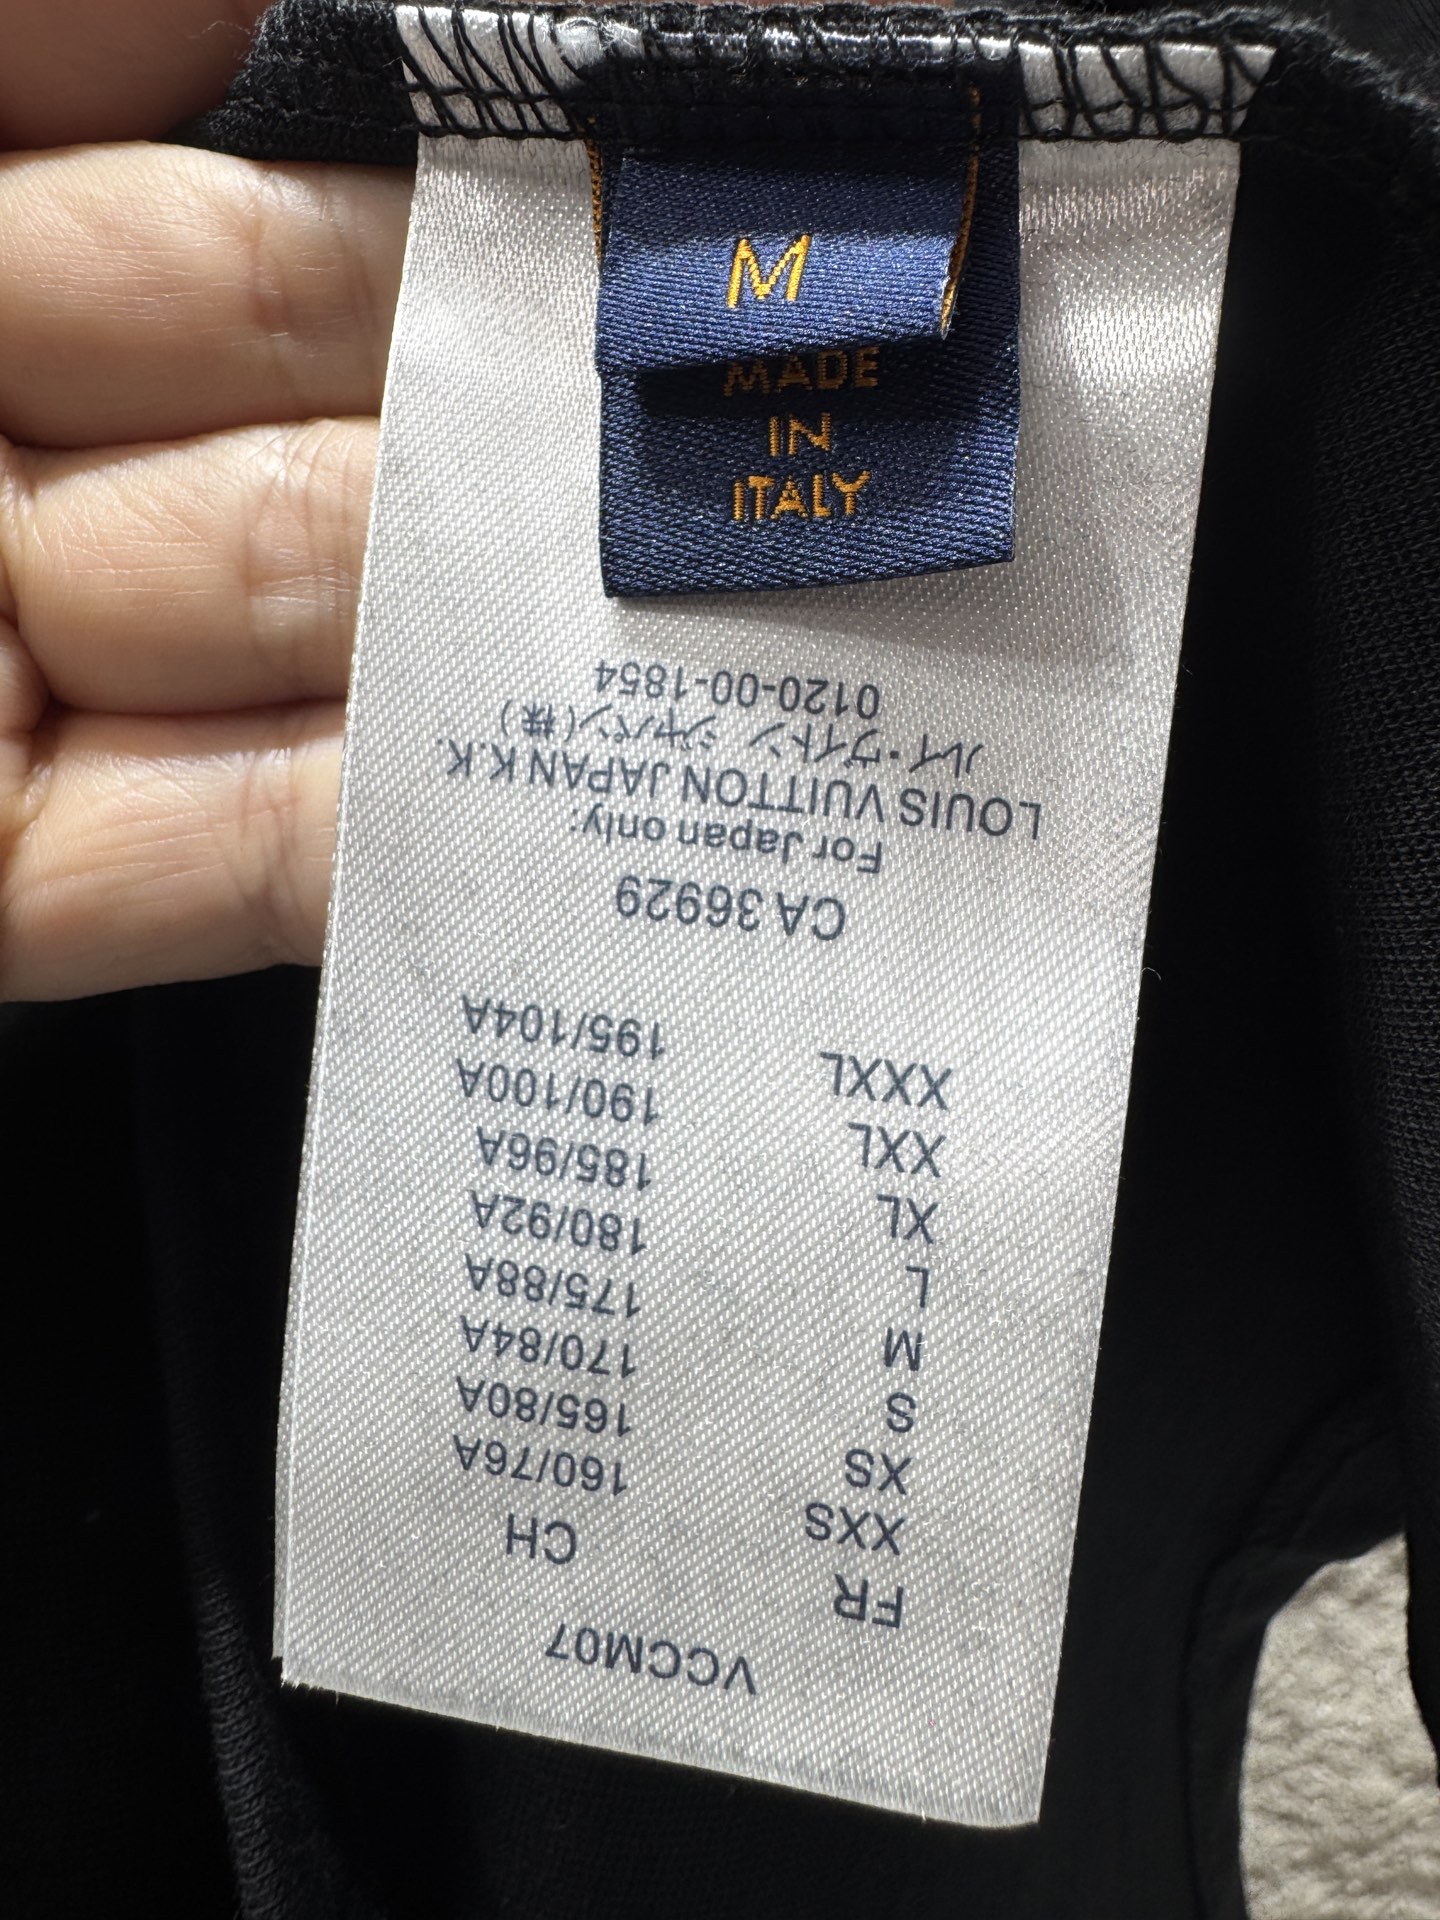 M
MADE
IN
ITALY
VCCM07
FR CH
XXS 160/76A
XS 165/80A
S 170/84A
M 175/88A
L 180/92A
XL 185/96A
XXL 190/100A
XXXL 195/104A
CA 36929
For Japan only:
LOUIS VUITTON JAPAN K.K.
ルイ・ヴィトン ジャパン(株)
0120-00-1854